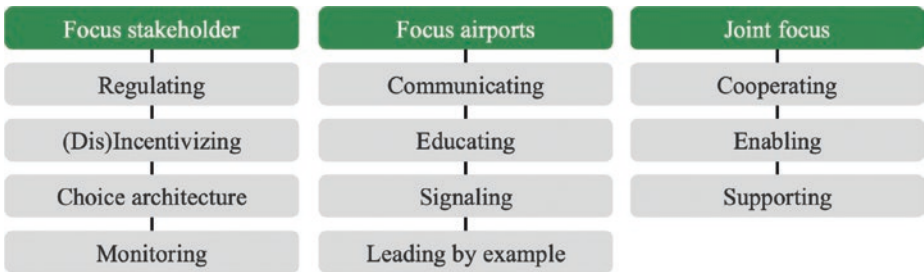 Focus stakeholder
Regulating
(Dis)Incentivizing
Choice architecture
Monitoring
Focus airports
Communicating
Educating
Signaling
Leading by example
Joint focus
Cooperating
Enabling
Supporting